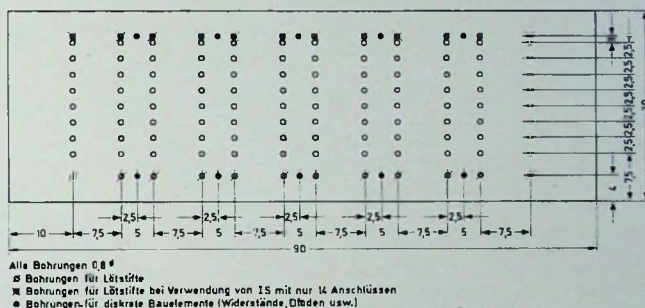 2,5 2,5 2,5 2,5 2,5
10 7,5 5 7,5 5 7,5 5 7,5 5 7,5 5 7,5
90
2,5 2,5 2,5 2,5 2,5 2,5 2,5
7,5
4
Alle Bohrungen 0,8
Bohrungen für Lötstifte
Bohrungen für Lötstifte bei Verwendung von IS mit nur 14 Anschlüssen
Bohrungen für diskrete Bauelemente (Widerstände, Dioden usw.)